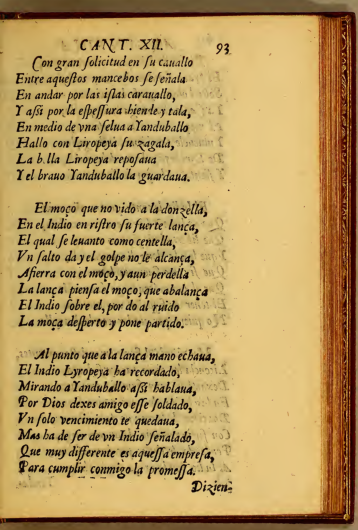 CANT. XII. 93
Con gran ſolicitud en ſu cauallo
Entre aqueſtos mancebos ſe ſeñala
En andar por las iſlas carauallo,
Y aſsi por la eſpeſſura hiende y tala,
En medio de vna ſelua a Yanduballo
Hallo con Liropeya ſu zagala,
La b lla Liropeya repoſaua
Y el brauo Yanduballo la guardaua.
El moço que no vido a la donzella,
En el Indio en riſtro ſu fuerte lança,
El qual ſe leuanto como centella,
Vn ſalto da y el golpe no le alcança,
Afierra con el moço, y aun perdella
La lança pienſa el moço, que abalança
El Indio ſobre el, por do al ruido
La moça deſperto y pone partido.
Al punto que a la lança mano echaua,
El Indio Lyropeya ha recordado,
Mirando a Yanduballo aſsi hablaua,
Por Dios dexes amigo eſſe ſoldado,
Vn ſolo vencimiento te quedaua,
Mas ha de ſer de vn Indio ſeñalado,
Que muy differente es aqueſſa empreſa,
Para cumplir conmigo la promeſſa.
Dizien-